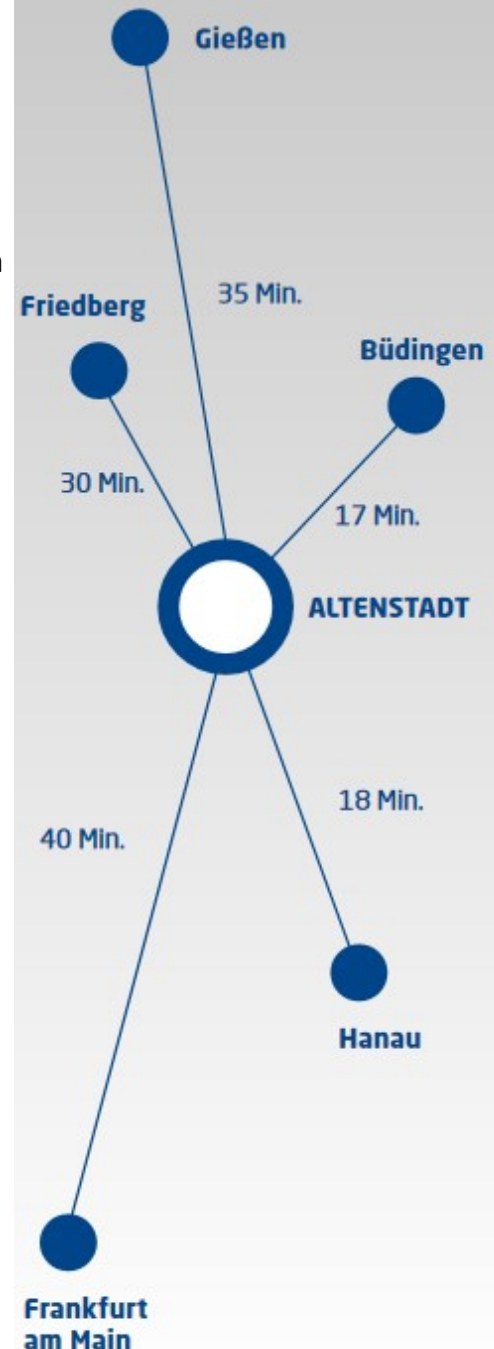 Gießen
35 Min.
Friedberg
Büdingen
30 Min.
17 Min.
ALTENSTADT
18 Min.
40 Min.
Hanau
Frankfurt
am Main